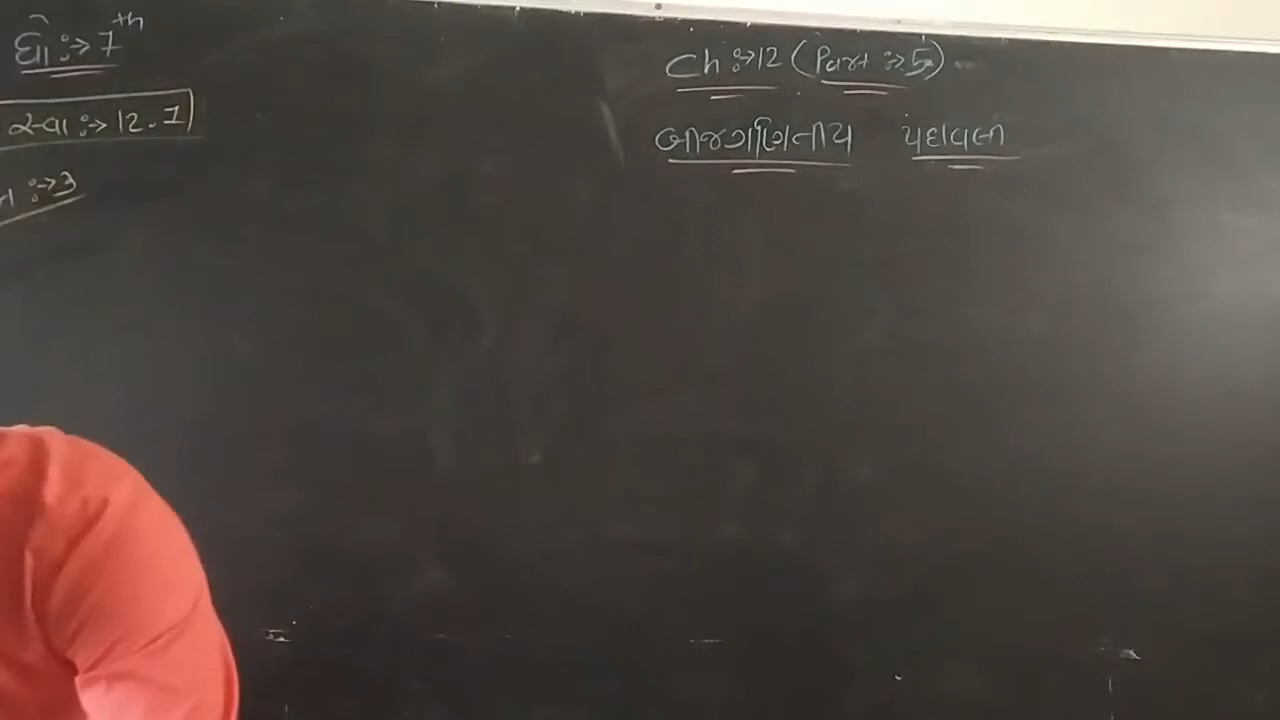 ધો :-> 7th
સ્વા :-> 12.1
:-> 3
Ch :-> 12 (Part :-> 5)
બીજગણિતીય પદાવલી